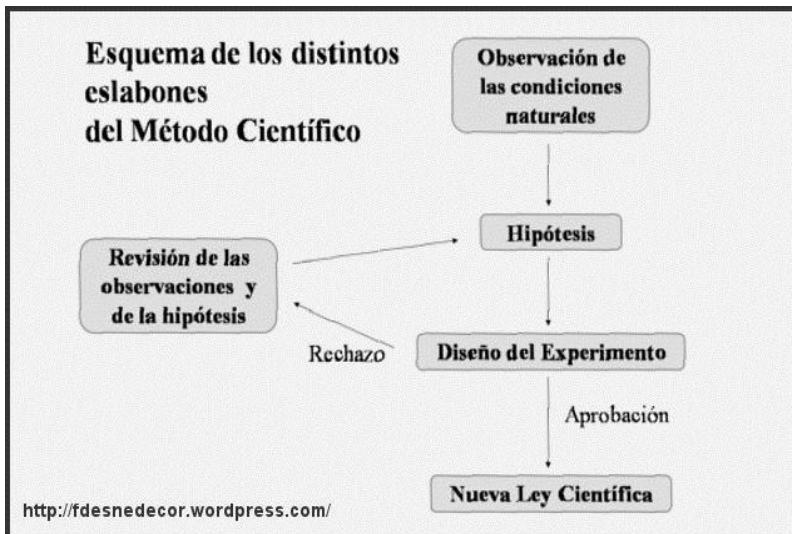 Esquema de los distintos
eslabones
del Método Científico
Observación de
las condiciones
naturales
Hipótesis
Revisión de las
observaciones y
de la hipótesis
Rechazo
Diseño del Experimento
Aprobación
Nueva Ley Científica
http://fdesnedecor.wordpress.com/